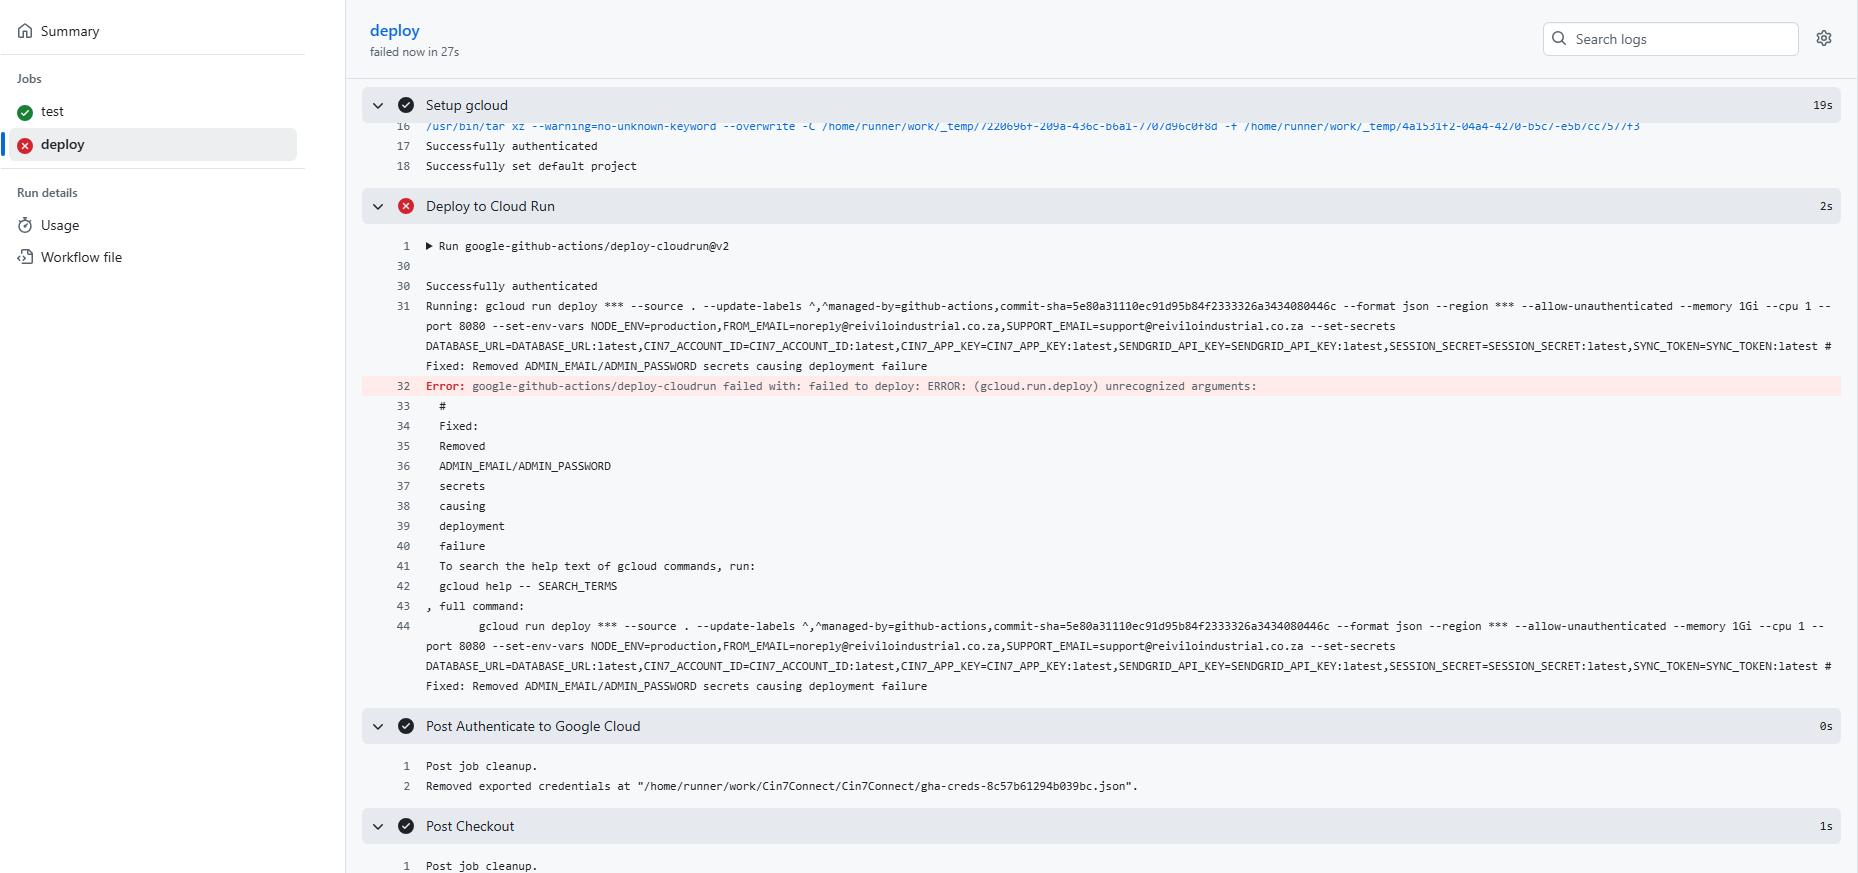 Summary
Jobs
test
deploy
Run details
Usage
Workflow file
deploy
failed now in 27s
Search logs
Setup gcloud
19s
16 /usr/bin/tar xz --warning=no-unknown-keyword --overwrite -C /home/runner/work/_temp/7220696f-209a-436c-b6a1-7707d96c0f8d -f /home/runner/work/_temp/4a1531f2-04a4-4270-b5c7-e5b7cc7577f3
17 Successfully authenticated
18 Successfully set default project
Deploy to Cloud Run
2s
1 Run google-github-actions/deploy-cloudrun@v2
30
30 Successfully authenticated
31 Running: gcloud run deploy *** --source . --update-labels ^,^managed-by=github-actions,commit-sha=5e80a31110ec91d95b84f2333326a3434080446c --format json --region *** --allow-unauthenticated --memory 1Gi --cpu 1 --
port 8080 --set-env-vars NODE_ENV=production,FROM_EMAIL=noreply@reiviloindustrial.co.za,SUPPORT_EMAIL=support@reiviloindustrial.co.za --set-secrets
DATABASE_URL=DATABASE_URL:latest,CIN7_ACCOUNT_ID=CIN7_ACCOUNT_ID:latest,CIN7_APP_KEY=CIN7_APP_KEY:latest,SENDGRID_API_KEY=SENDGRID_API_KEY:latest,SESSION_SECRET=SESSION_SECRET:latest,SYNC_TOKEN=SYNC_TOKEN:latest #
Fixed: Removed ADMIN_EMAIL/ADMIN_PASSWORD secrets causing deployment failure
32 Error: google-github-actions/deploy-cloudrun failed with: failed to deploy: ERROR: (gcloud.run.deploy) unrecognized arguments:
33 #
34 Fixed:
35 Removed
36 ADMIN_EMAIL/ADMIN_PASSWORD
37 secrets
38 causing
39 deployment
40 failure
41 To search the help text of gcloud commands, run:
42 gcloud help -- SEARCH_TERMS
43 , full command:
44 gcloud run deploy *** --source . --update-labels ^,^managed-by=github-actions,commit-sha=5e80a31110ec91d95b84f2333326a3434080446c --format json --region *** --allow-unauthenticated --memory 1Gi --cpu 1 --
port 8080 --set-env-vars NODE_ENV=production,FROM_EMAIL=noreply@reiviloindustrial.co.za,SUPPORT_EMAIL=support@reiviloindustrial.co.za --set-secrets
DATABASE_URL=DATABASE_URL:latest,CIN7_ACCOUNT_ID=CIN7_ACCOUNT_ID:latest,CIN7_APP_KEY=CIN7_APP_KEY:latest,SENDGRID_API_KEY=SENDGRID_API_KEY:latest,SESSION_SECRET=SESSION_SECRET:latest,SYNC_TOKEN=SYNC_TOKEN:latest #
Fixed: Removed ADMIN_EMAIL/ADMIN_PASSWORD secrets causing deployment failure
Post Authenticate to Google Cloud
0s
1 Post job cleanup.
2 Removed exported credentials at "/home/runner/work/Cin7Connect/Cin7Connect/gha-creds-8c57b61294b039bc.json".
Post Checkout
1s
1 Post job cleanup.